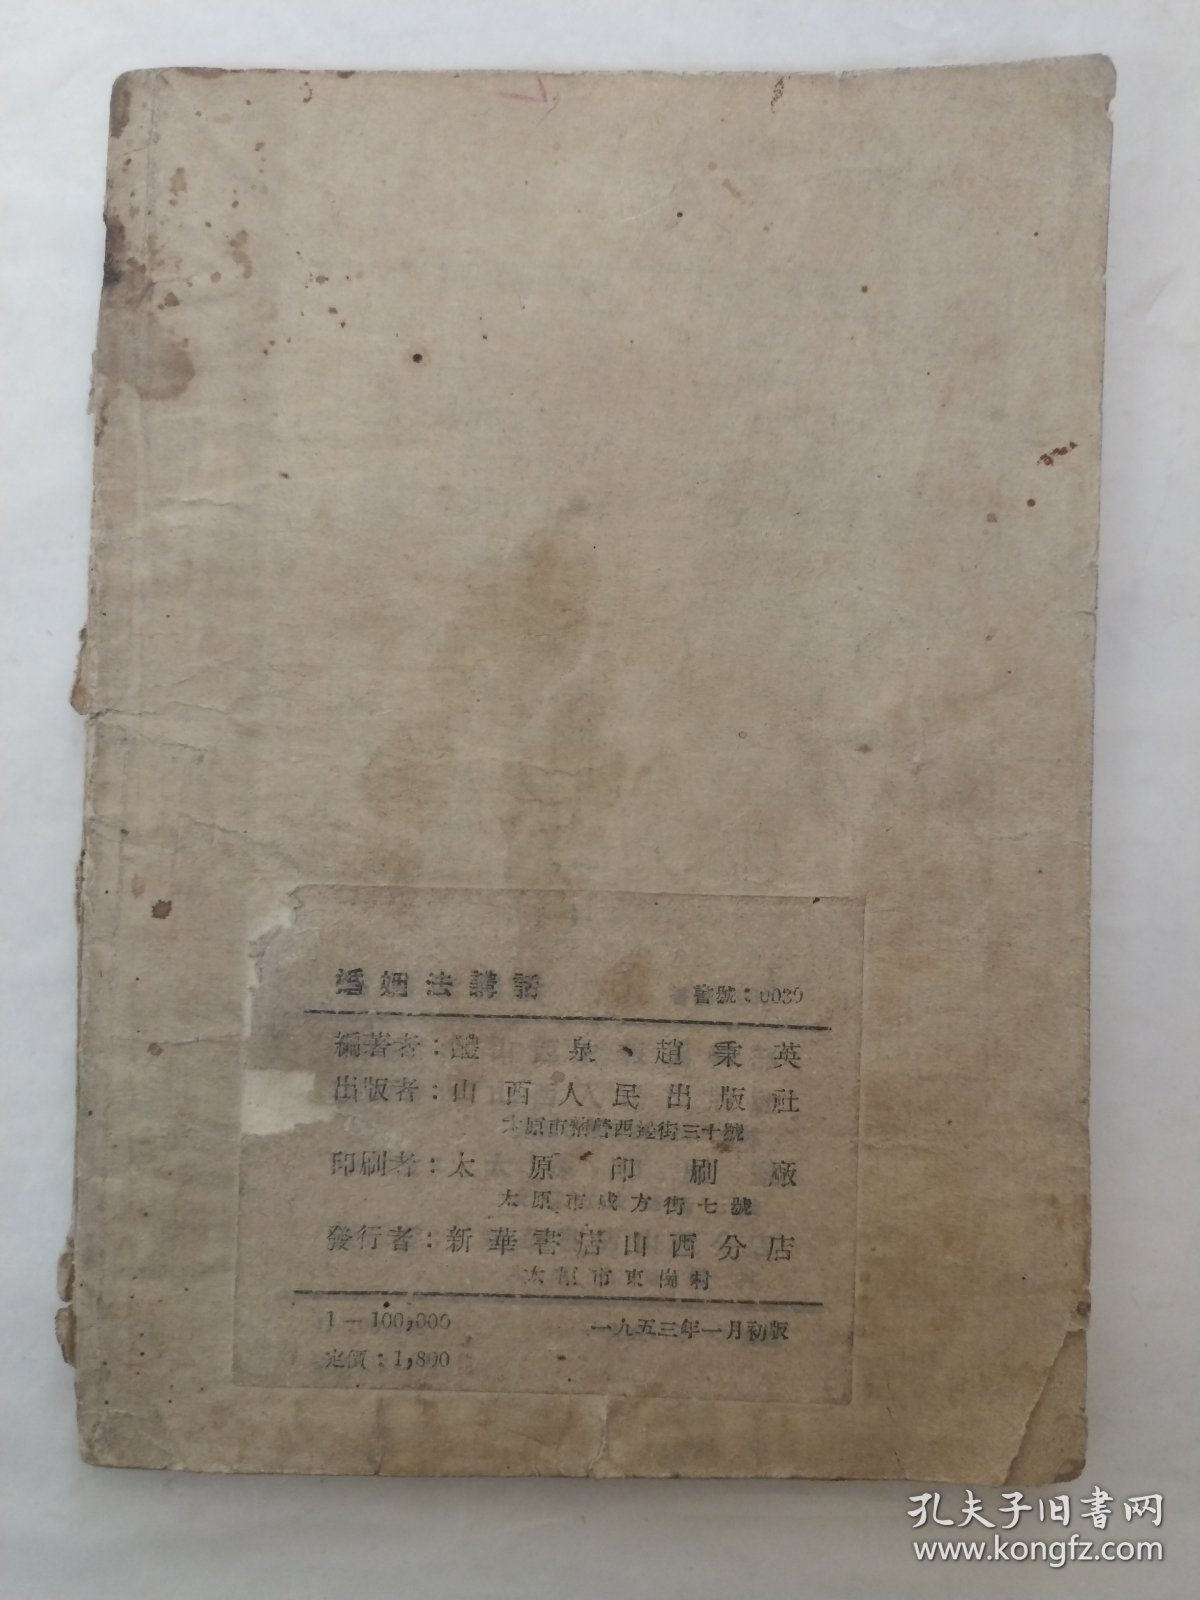 婚姻法講話 書號：0039
編著者：醴泉、趙秉英
出版者：山西人民出版社
太原市精營西邊街三十號
印刷者：太原印刷廠
太原市成方街七號
發行者：新華書店山西分店
太原市東崗村
1—100,000 一九五三年一月初版
定價：1,800
孔夫子旧书网
www.kongfz.com